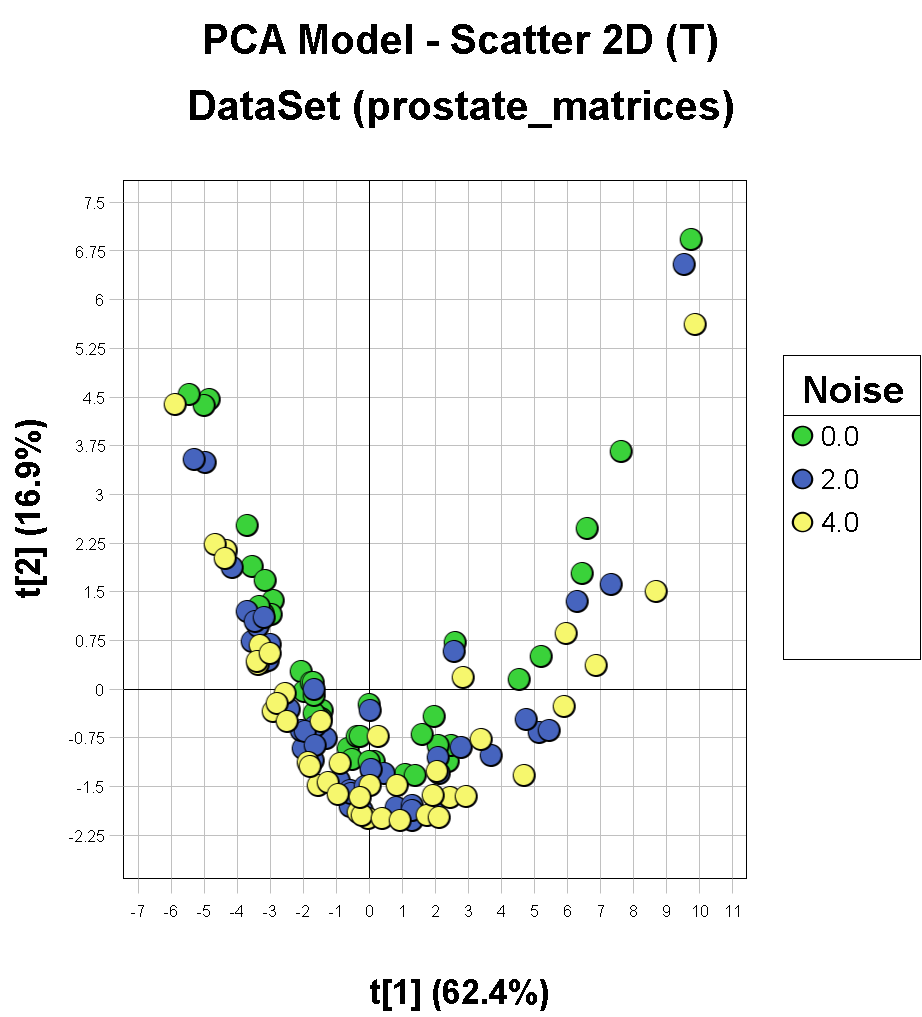 PCA Model - Scatter 2D (T)
DataSet (prostate_matrices)
t[2] (16.9%)
7.5
6.75
6
5.25
4.5
3.75
3
2.25
1.5
0.75
0
-0.75
-1.5
-2.25
-7 -6 -5 -4 -3 -2 -1 0 1 2 3 4 5 6 7 8 9 10 11
t[1] (62.4%)
Noise
0.0
2.0
4.0